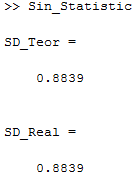 >> Sin_Statistic
SD_Teor =
0.8839
SD_Real =
0.8839